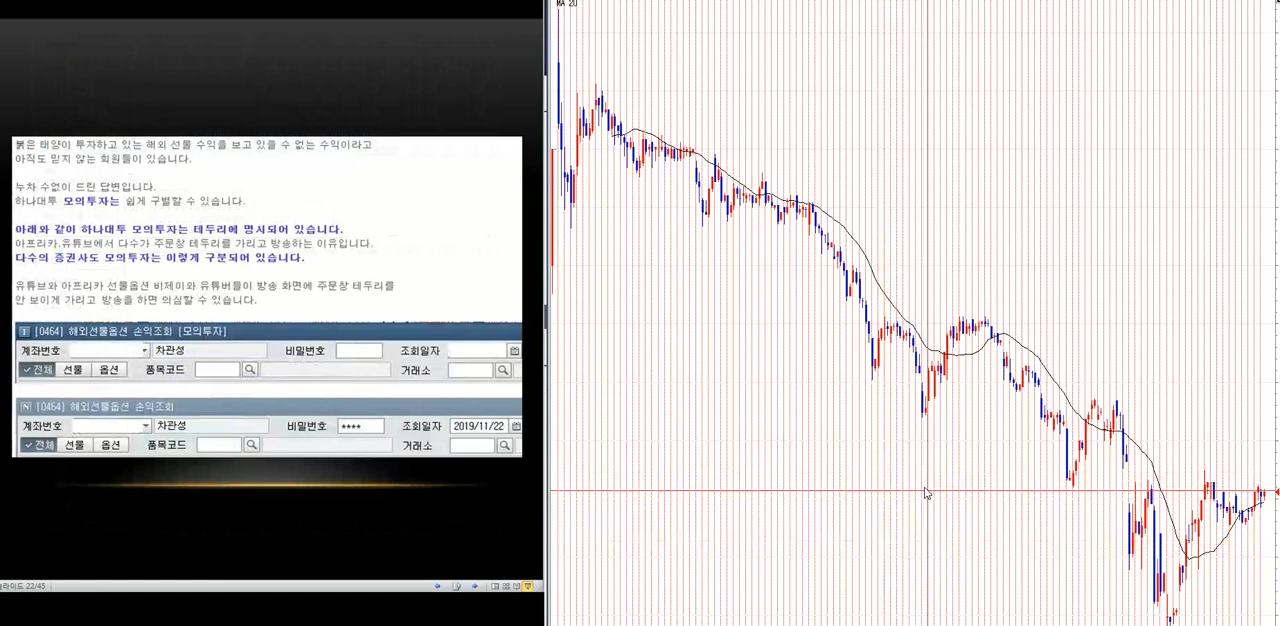 MA 20
붉은 태양이 투자하고 있는 해외 선물 수익을 보고 있을 수 없는 수익이라고
아직도 믿지 않는 회원들이 있습니다.
누차 수없이 드린 답변입니다.
하나대투 모의투자는 쉽게 구별할 수 있습니다.
아래와 같이 하나대투 모의투자는 테두리에 명시되어 있습니다.
아프리카,유튜브에서 다수가 주문창 테두리를 가리고 방송하는 이유입니다.
다수의 증권사도 모의투자는 이렇게 구분되어 있습니다.
유튜브와 아프리카 선물옵션 비제이와 유튜버들이 방송 화면에 주문창 테두리를
안 보이게 가리고 방송을 하면 의심할 수 있습니다.
[0464] 해외선물옵션 손익조회 [모의투자]
계좌번호 차관성 비밀번호 조회일자
전체 선물 옵션 품목코드 거래소
[0464] 해외선물옵션 손익조회
계좌번호 차관성 비밀번호 **** 조회일자 2019/11/22
전체 선물 옵션 품목코드 거래소
라이드 22/45